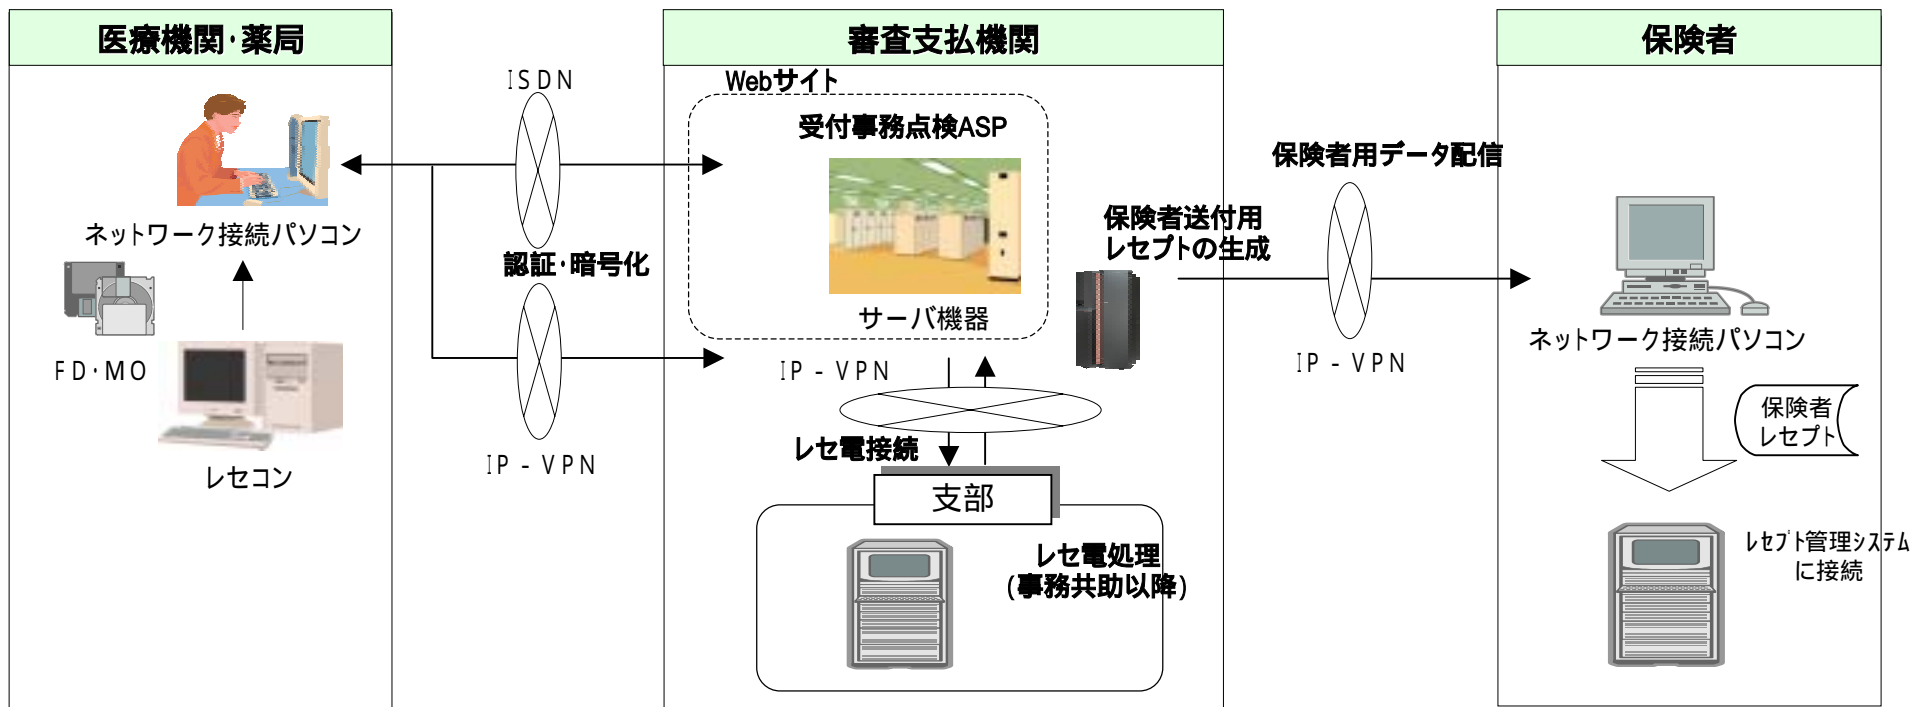 医療機関・薬局
ネットワーク接続パソコン
FD・MO
レセコン
ISDN
認証・暗号化
IP-VPN
審査支払機関
Webサイト
受付事務点検ASP
サーバ機器
保険者送付用
レセプトの生成
IP-VPN
レセ電接続
支部
レセ電処理
(事務共助以降)
保険者用データ配信
IP-VPN
保険者
ネットワーク接続パソコン
保険者
レセプト
ﾚｾﾌﾟﾄ管理ｼｽﾃﾑ
に接続